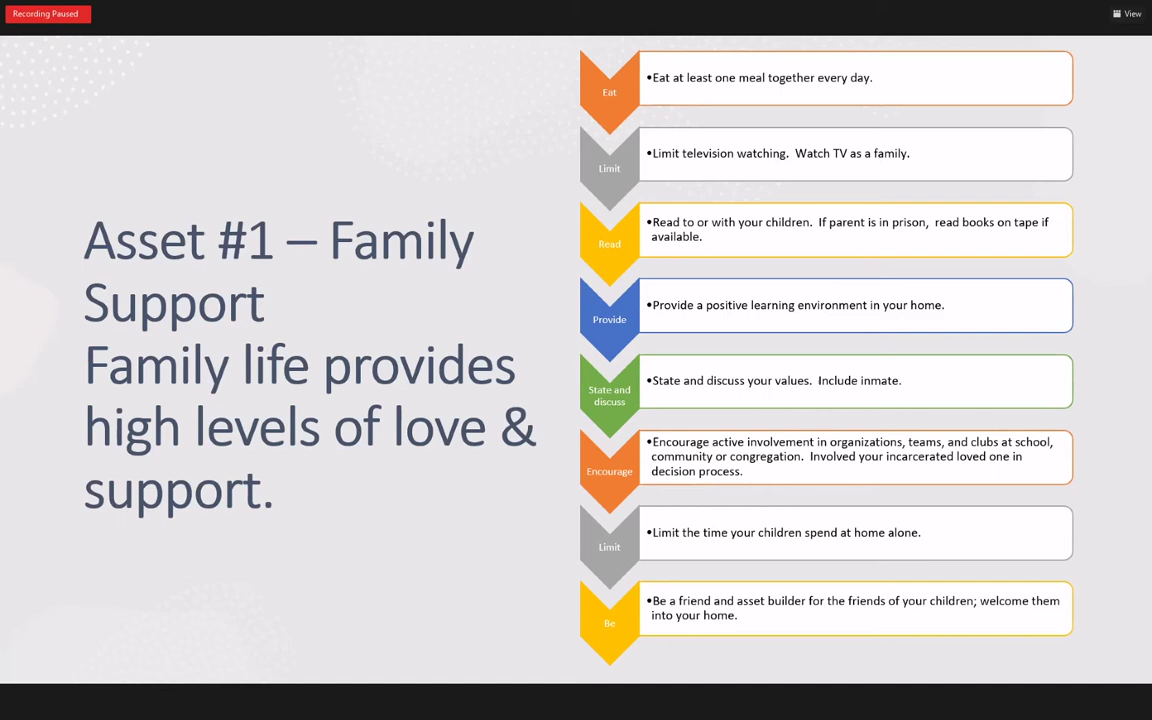 Recording Paused
View
Asset #1 – Family
Support
Family life provides
high levels of love &
support.
Eat
•Eat at least one meal together every day.
Limit
•Limit television watching.  Watch TV as a family.
Read
•Read to or with your children.  If parent is in prison,  read books on tape if
available.
Provide
•Provide a positive learning environment in your home.
State and
discuss
•State and discuss your values.  Include inmate.
Encourage
•Encourage active involvement in organizations, teams, and clubs at school,
community or congregation.  Involved your incarcerated loved one in
decision process.
Limit
•Limit the time your children spend at home alone.
Be
•Be a friend and asset builder for the friends of your children; welcome them
into your home.